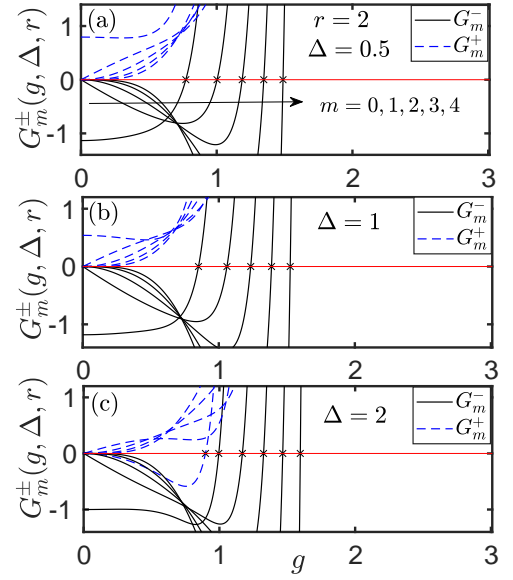 (a)
r = 2
Δ = 0.5
G_m^-
G_m^+
m = 0, 1, 2, 3, 4
G_m^±(g, Δ, r)
1
0
-1
0 1 2 3
(b)
Δ = 1
G_m^-
G_m^+
G_m^±(g, Δ, r)
1
0
-1
0 1 2 3
(c)
Δ = 2
G_m^-
G_m^+
G_m^±(g, Δ, r)
1
0
-1
0 1 2 3
g